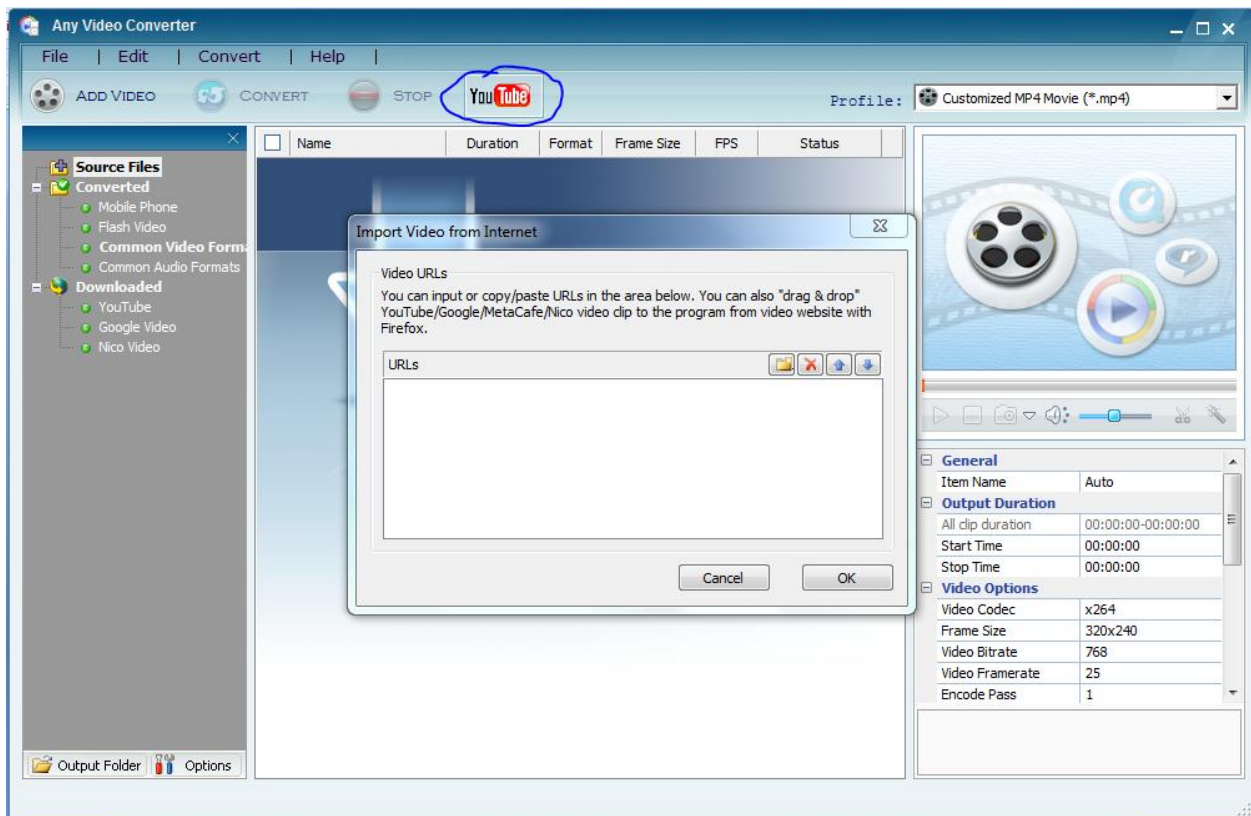 Any Video Converter
File | Edit | Convert | Help |
ADD VIDEO CONVERT STOP YouTube Profile: Customized MP4 Movie (*.mp4)
Name Duration Format Frame Size FPS Status
Source Files
Converted
Mobile Phone
Flash Video
Common Video Form
Common Audio Formats
Downloaded
YouTube
Google Video
Nico Video
Import Video from Internet
Video URLs
You can input or copy/paste URLs in the area below. You can also "drag & drop"
YouTube/Google/MetaCafe/Nico video clip to the program from video website with
Firefox.
URLs
Cancel OK
General
Item Name Auto
Output Duration
All clip duration 00:00:00-00:00:00
Start Time 00:00:00
Stop Time 00:00:00
Video Options
Video Codec x264
Frame Size 320x240
Video Bitrate 768
Video Framerate 25
Encode Pass 1
Output Folder Options